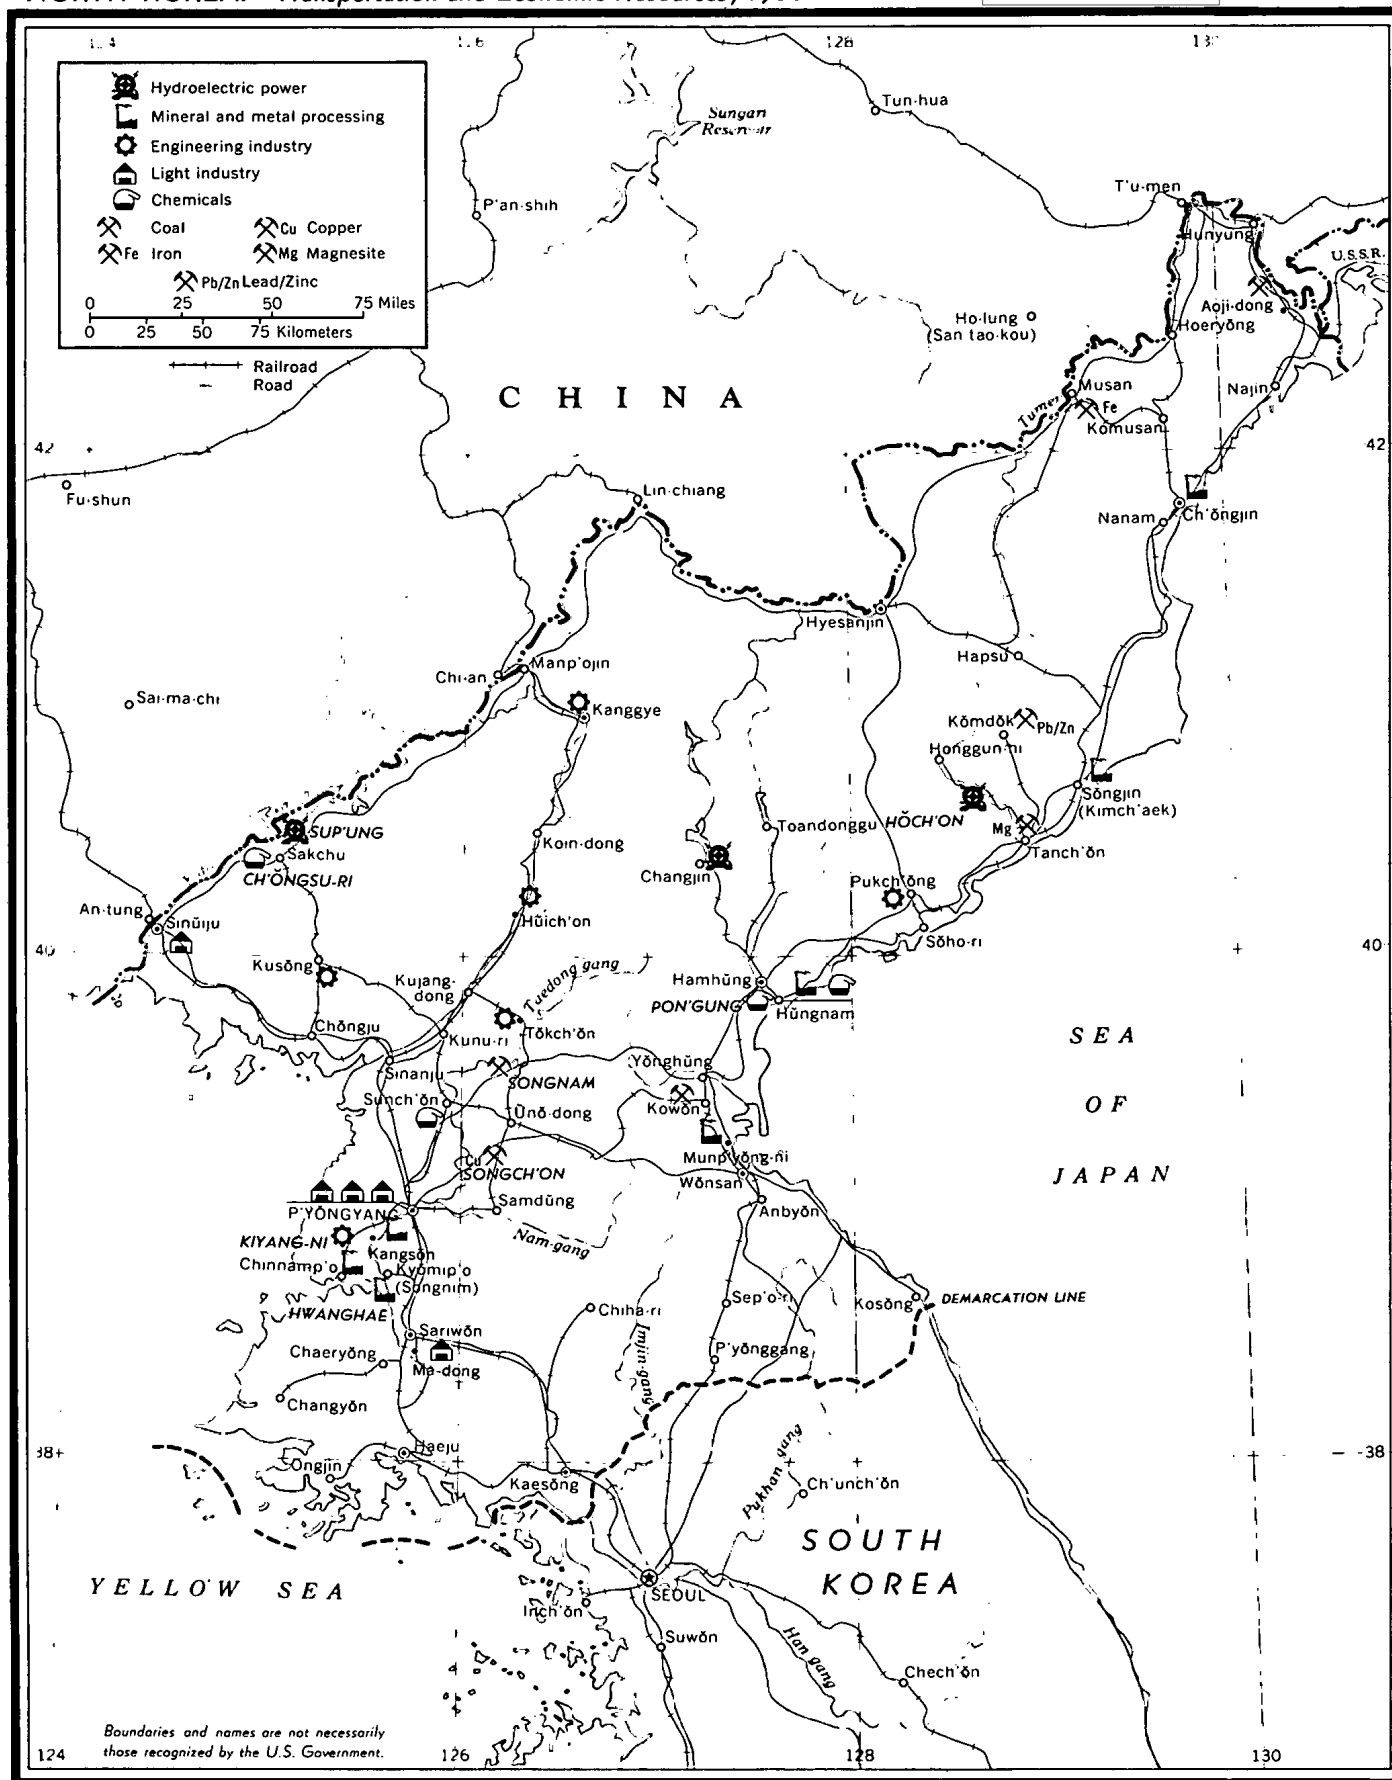 124
126
128
Hydroelectric power
Mineral and metal processing
Engineering industry
Light industry
Chemicals
Coal
Cu Copper
Fe Iron
Mg Magnesite
Pb/Zn Lead/Zinc
0 25 50 75 Miles
0 25 50 75 Kilometers
Railroad
Road
Sungari
Reservoir
Tun-hua
P'an-shih
T'u-men
Hunyung
U.S.S.R.
Aoji-dong
Ho-lung
(San tao-kou)
Hoeryŏng
CHINA
Tumen
Musan
Fe
Najin
Komusan
42
42
Fu-shun
Lin-chiang
Nanam
Ch'ŏngjin
Hyesanjin
Hapsu
Chi-an
Manp'ojin
Sai-ma-chi
Kanggye
Kŏmdŏk
Pb/Zn
Honggun-ni
Sŏngjin
(Kimch'aek)
SUP'UNG
Toandonggu
HŎCH'ON
Mg
Sakchu
Koin-dong
Tanch'ŏn
CH'ŎNGSU-RI
Changjin
Pukch'ŏng
An-tung
Sinŭiju
Hŭich'on
Sŏho-ri
40
40
Kusŏng
Kujang-
dong
Taedong gang
Hamhŭng
PON'GUNG
Hŭngnam
Chŏngju
Kunu-ri
Tŏkch'ŏn
SEA
Sinanju
SONGNAM
Yŏnghŭng
Sunch'ŏn
Ŭnŏ-dong
Kowŏn
OF
Cu
SONGCH'ON
Munp'yŏng-ni
Wŏnsan
JAPAN
P'YŎNGYANG
Samdŭng
Anbyŏn
KIYANG-NI
Nam-gang
Kangsŏn
Chinnamp'o
Kyŏmip'o
(Songnim)
HWANGHAE
Chiha-ri
Sep'o-ri
Kosŏng
DEMARCATION LINE
Sariwŏn
Imjin-gang
Chaeryŏng
Ma-dong
P'yŏnggang
Changyŏn
38
Haeju
38
Ongjin
Kaesŏng
Pukhan gang
Ch'unch'ŏn
SOUTH
KOREA
YELLOW SEA
SEOUL
Inch'ŏn
Suwŏn
Han gang
Chech'ŏn
Boundaries and names are not necessarily
those recognized by the U.S. Government.
124
126
128
130